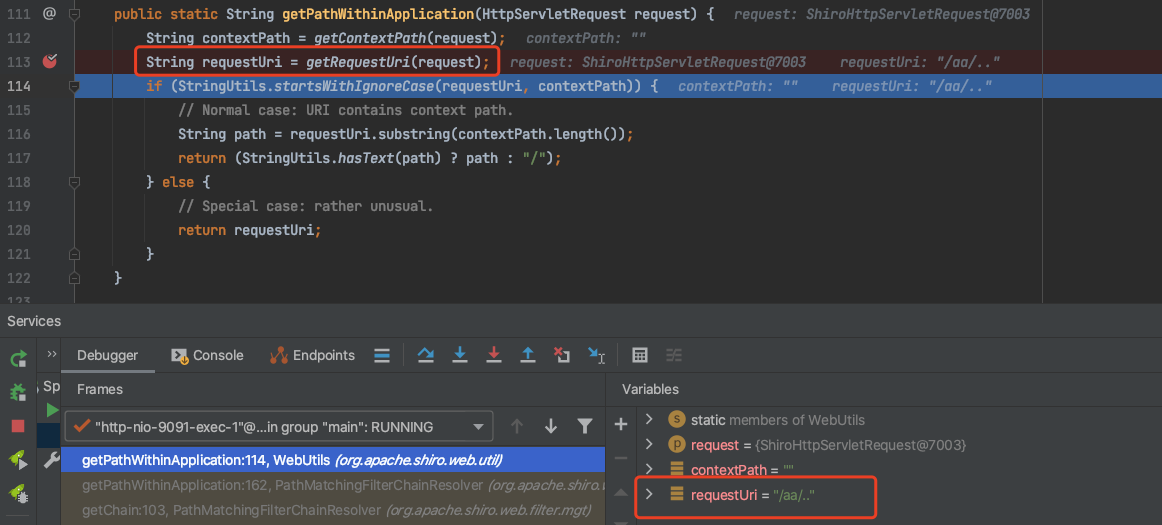 111 @ public static String getPathWithinApplication(HttpServletRequest request) { request: ShiroHttpServletRequest@7003
112 String contextPath = getContextPath(request); contextPath: ""
113 String requestUri = getRequestUri(request); request: ShiroHttpServletRequest@7003 requestUri: "/aa/.."
114 if (StringUtils.startsWithIgnoreCase(requestUri, contextPath)) { contextPath: "" requestUri: "/aa/.."
115 // Normal case: URI contains context path.
116 String path = requestUri.substring(contextPath.length());
117 return (StringUtils.hasText(path) ? path : "/");
118 } else {
119 // Special case: rather unusual.
120 return requestUri;
121 }
122 }
123
Services
» Debugger Console Endpoints
Sp
Frames
Variables
"http-nio-9091-exec-1"@...in group "main": RUNNING
static members of WebUtils
request = {ShiroHttpServletRequest@7003}
getPathWithinApplication:114, WebUtils (org.apache.shiro.web.util)
contextPath = ""
getPathWithinApplication:162, PathMatchingFilterChainResolver (org.apache.shiro.w
requestUri = "/aa/.."
getChain:103, PathMatchingFilterChainResolver (org.apache.shiro.web.filter.mgt)